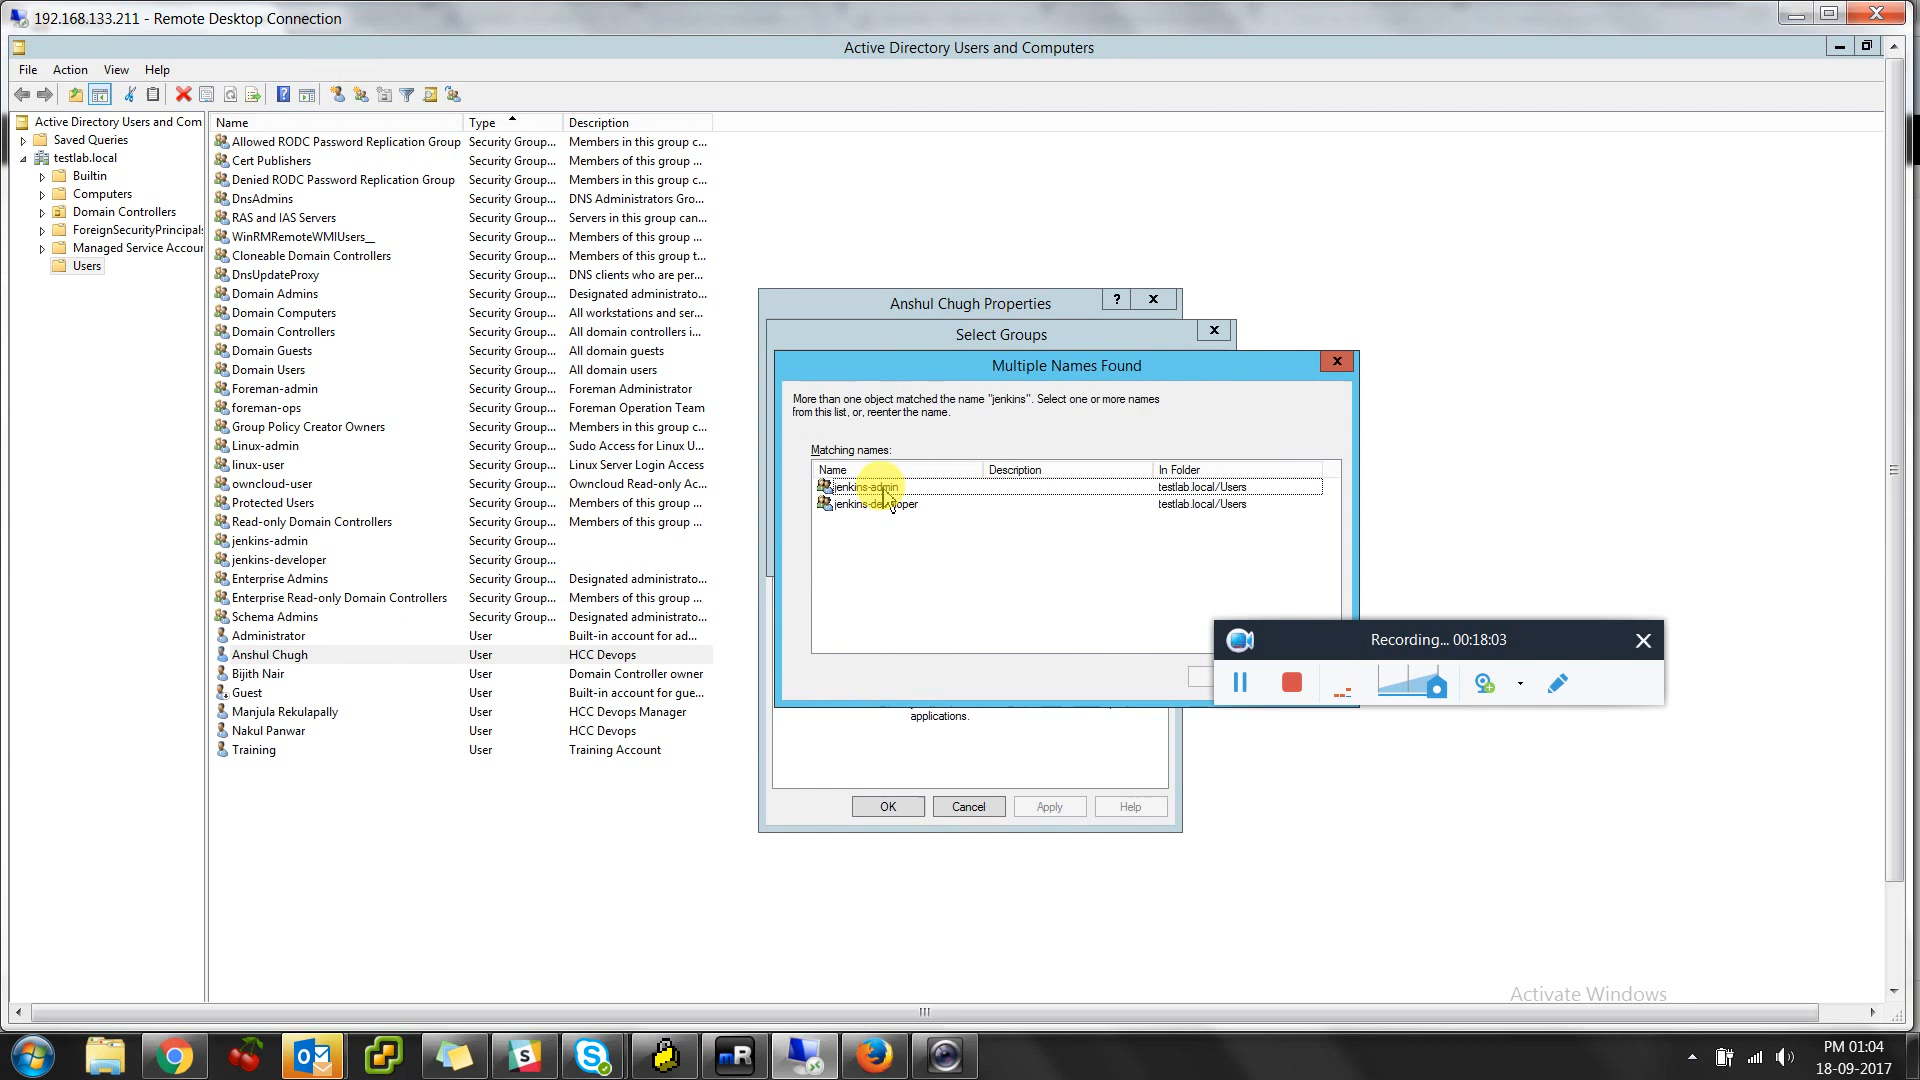 192.168.133.211 - Remote Desktop Connection
Active Directory Users and Computers
File Action View Help
Active Directory Users and Com
Saved Queries
testlab.local
Builtin
Computers
Domain Controllers
ForeignSecurityPrincipals
Managed Service Accour
Users
Name Type Description
Allowed RODC Password Replication Group Security Group... Members in this group c...
Cert Publishers Security Group... Members of this group ...
Denied RODC Password Replication Group Security Group... Members in this group c...
DnsAdmins Security Group... DNS Administrators Gro...
RAS and IAS Servers Security Group... Servers in this group can...
WinRMRemoteWMIUsers__ Security Group... Members of this group ...
Cloneable Domain Controllers Security Group... Members of this group t...
DnsUpdateProxy Security Group... DNS clients who are per...
Domain Admins Security Group... Designated administrato...
Domain Computers Security Group... All workstations and ser...
Domain Controllers Security Group... All domain controllers i...
Domain Guests Security Group... All domain guests
Domain Users Security Group... All domain users
Foreman-admin Security Group... Foreman Administrator
foreman-ops Security Group... Foreman Operation Team
Group Policy Creator Owners Security Group... Members in this group c...
Linux-admin Security Group... Sudo Access for Linux U...
linux-user Security Group... Linux Server Login Access
owncloud-user Security Group... Owncloud Read-only Ac...
Protected Users Security Group... Members of this group ...
Read-only Domain Controllers Security Group... Members of this group ...
jenkins-admin Security Group...
jenkins-developer Security Group...
Enterprise Admins Security Group... Designated administrato...
Enterprise Read-only Domain Controllers Security Group... Members of this group ...
Schema Admins Security Group... Designated administrato...
Administrator User Built-in account for ad...
Anshul Chugh User HCC Devops
Bijith Nair User Domain Controller owner
Guest User Built-in account for gue...
Manjula Rekulapally User HCC Devops Manager
Nakul Panwar User HCC Devops
Training User Training Account
Anshul Chugh Properties
Select Groups
Multiple Names Found
More than one object matched the name "jenkins". Select one or more names
from this list, or, reenter the name.
Matching names:
Name Description In Folder
jenkins-admin testlab.local/Users
jenkins-developer testlab.local/Users
applications.
OK Cancel Apply Help
Recording... 00:18:03
Activate Windows
PM 01:04
18-09-2017